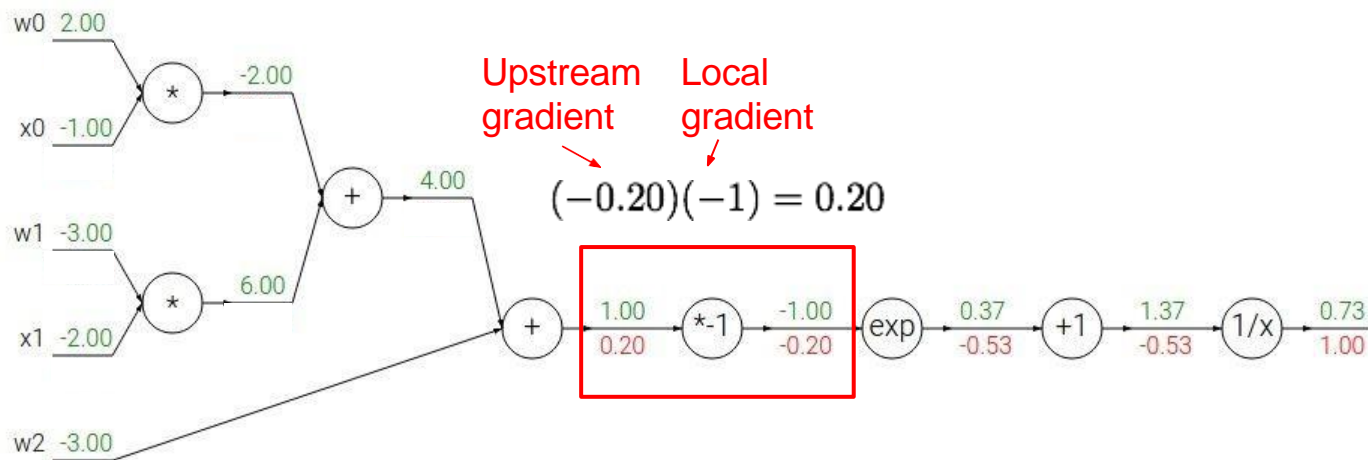 w0 2.00
*
-2.00
x0 -1.00
Upstream gradient
Local gradient
(−0.20)(−1) = 0.20
+
4.00
w1 -3.00
*
6.00
x1 -2.00
+
1.00
0.20
*-1
-1.00
-0.20
exp
0.37
-0.53
+1
1.37
-0.53
1/x
0.73
1.00
w2 -3.00